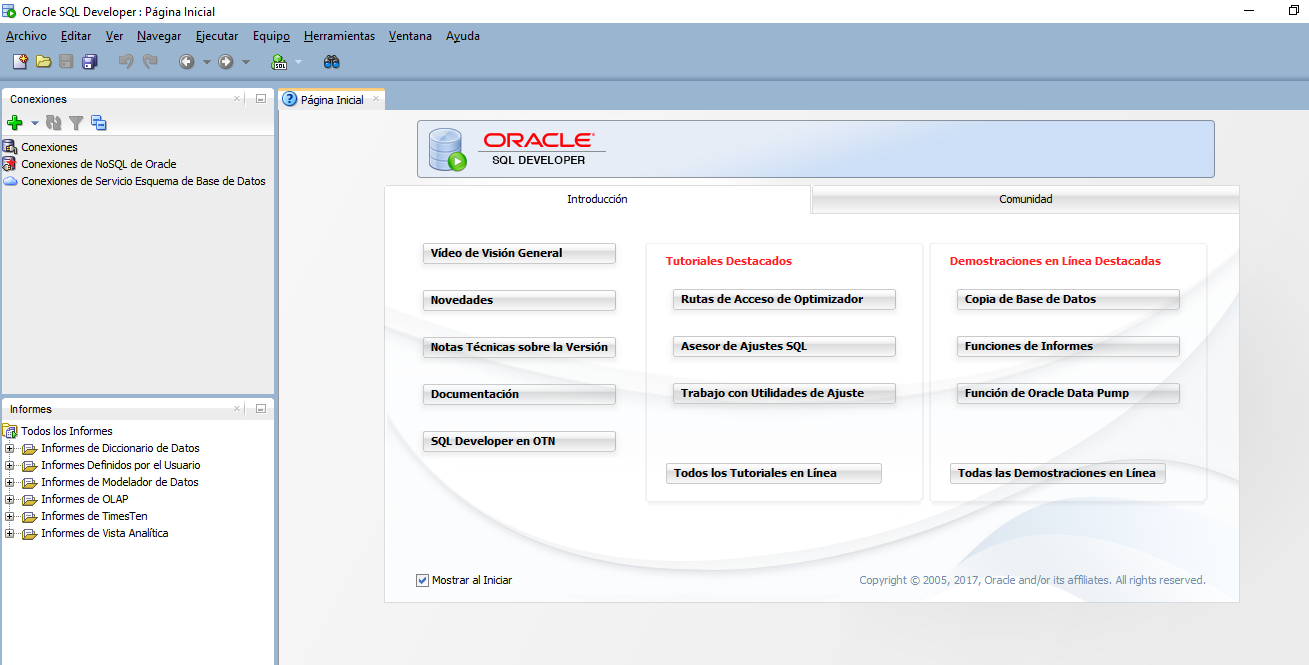 Oracle SQL Developer : Página Inicial
Archivo Editar Ver Navegar Ejecutar Equipo Herramientas Ventana Ayuda
SQL
Conexiones
Conexiones
Conexiones de NoSQL de Oracle
Conexiones de Servicio Esquema de Base de Datos
Informes
Todos los Informes
Informes de Diccionario de Datos
Informes Definidos por el Usuario
Informes de Modelador de Datos
Informes de OLAP
Informes de TimesTen
Informes de Vista Analítica
Página Inicial
ORACLE
SQL DEVELOPER
Introducción
Comunidad
Vídeo de Visión General
Novedades
Notas Técnicas sobre la Versión
Documentación
SQL Developer en OTN
Tutoriales Destacados
Rutas de Acceso de Optimizador
Asesor de Ajustes SQL
Trabajo con Utilidades de Ajuste
Todos los Tutoriales en Línea
Demostraciones en Línea Destacadas
Copia de Base de Datos
Funciones de Informes
Función de Oracle Data Pump
Todas las Demostraciones en Línea
Mostrar al Iniciar
Copyright © 2005, 2017, Oracle and/or its affiliates. All rights reserved.